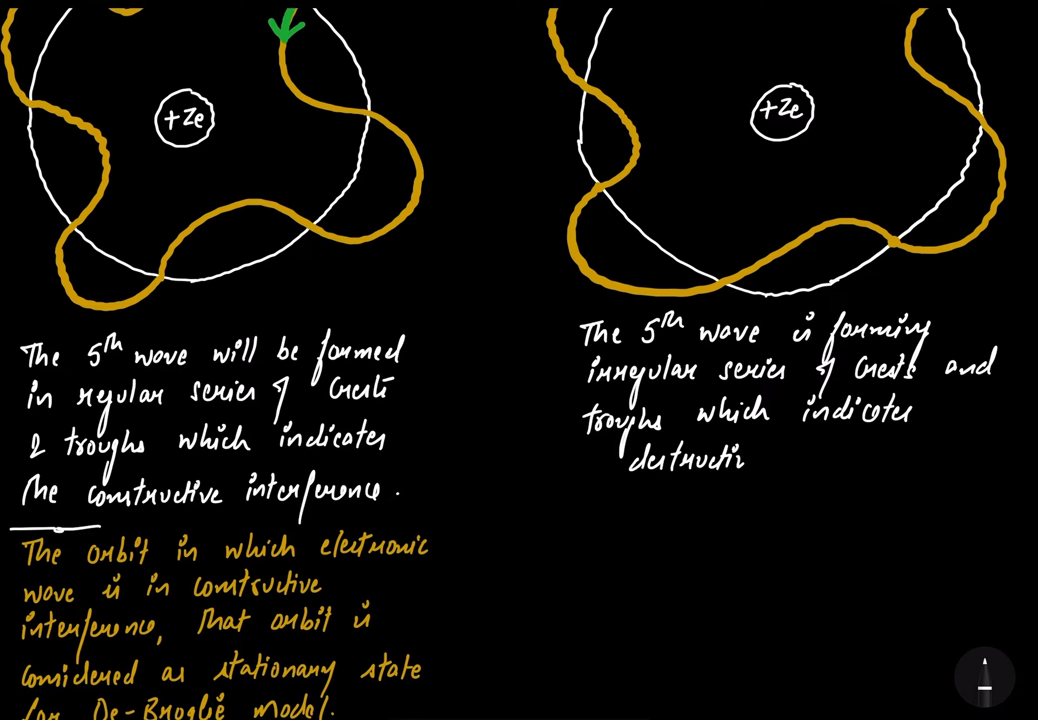 +Ze
+Ze
The 5th wave will be formed
in regular series of Crests
& troughs which indicates
the constructive interference.
The orbit in which electronic
wave is in constructive
interference, that orbit is
considered as stationary state
for De-Broglie model.
The 5th wave is forming
irregular series of Crests and
troughs which indicates
destructiv